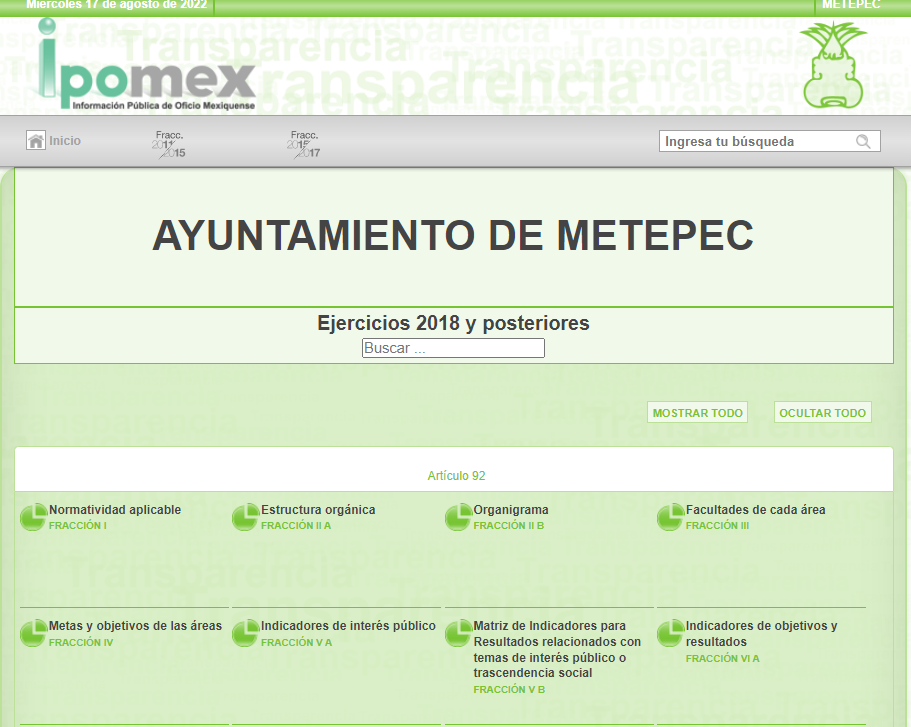 Miércoles 17 de agosto de 2022
METEPEC
ipomex
Información Pública de Oficio Mexiquense
Inicio
Fracc.
2011
2015
Fracc.
2015
2017
Ingresa tu búsqueda
AYUNTAMIENTO DE METEPEC
Ejercicios 2018 y posteriores
Buscar ...
MOSTRAR TODO
OCULTAR TODO
Artículo 92
Normatividad aplicable
FRACCIÓN I
Estructura orgánica
FRACCIÓN II A
Organigrama
FRACCIÓN II B
Facultades de cada área
FRACCIÓN III
Metas y objetivos de las áreas
FRACCIÓN IV
Indicadores de interés público
FRACCIÓN V A
Matriz de Indicadores para
Resultados relacionados con
temas de interés público o
trascendencia social
FRACCIÓN V B
Indicadores de objetivos y
resultados
FRACCIÓN VI A